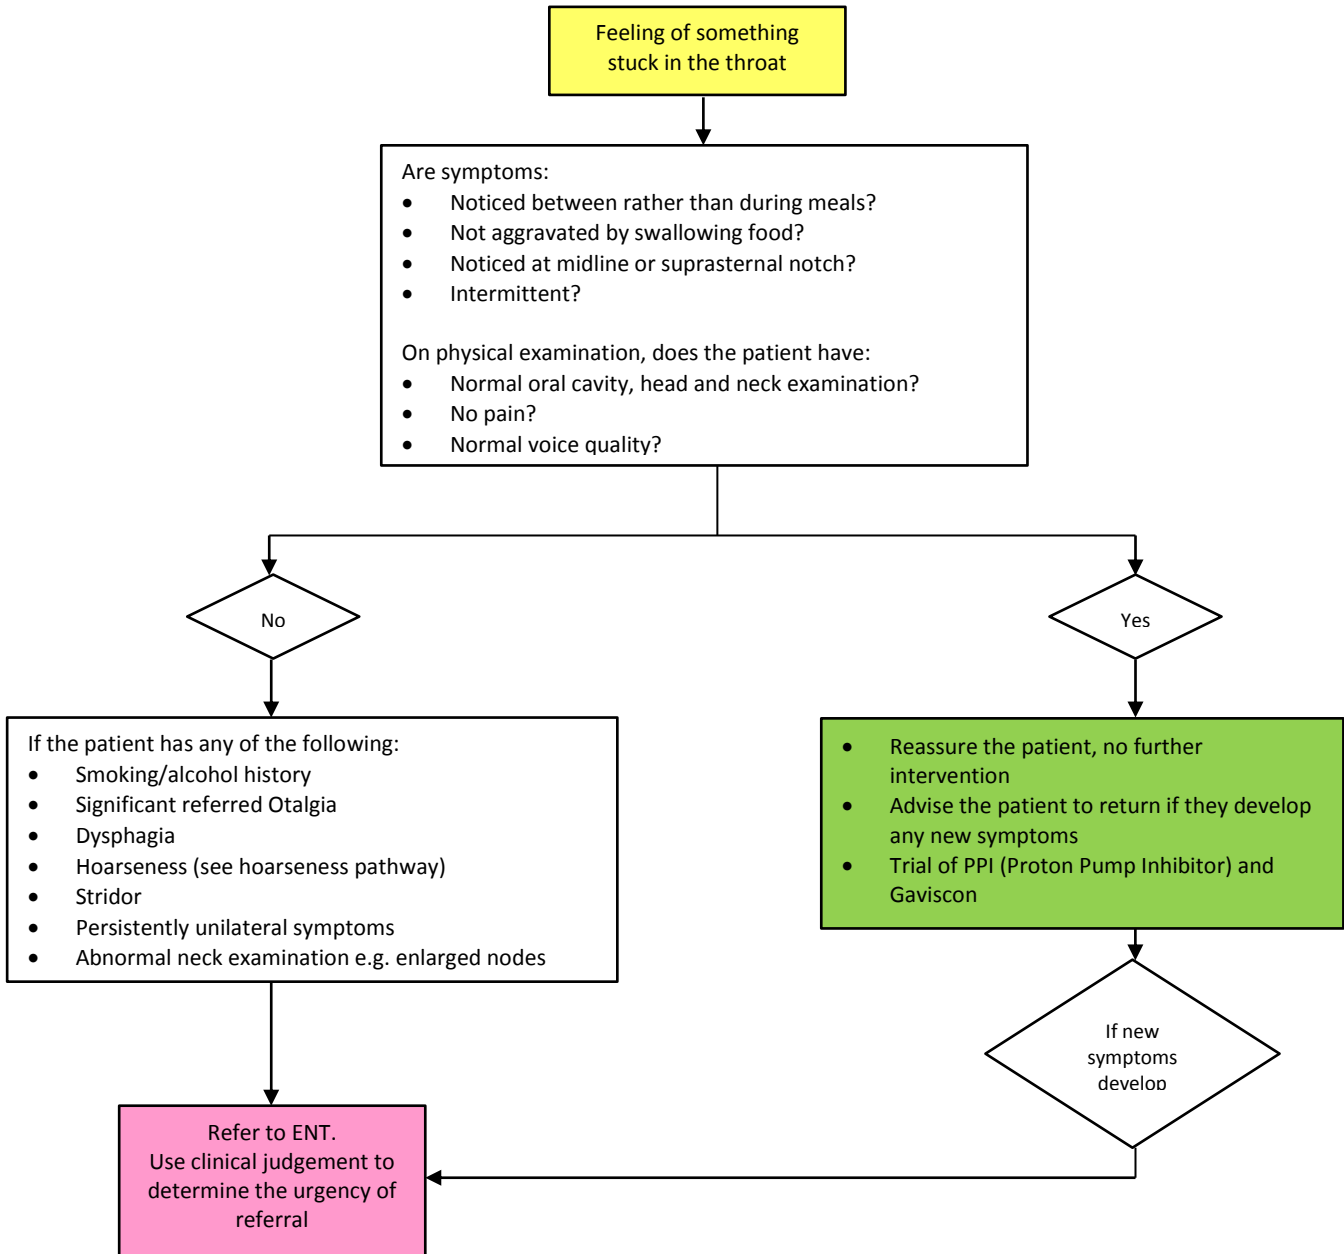 Feeling of something
stuck in the throat
Are symptoms:
• Noticed between rather than during meals?
• Not aggravated by swallowing food?
• Noticed at midline or suprasternal notch?
• Intermittent?
On physical examination, does the patient have:
• Normal oral cavity, head and neck examination?
• No pain?
• Normal voice quality?
No
Yes
If the patient has any of the following:
• Smoking/alcohol history
• Significant referred Otalgia
• Dysphagia
• Hoarseness (see hoarseness pathway)
• Stridor
• Persistently unilateral symptoms
• Abnormal neck examination e.g. enlarged nodes
• Reassure the patient, no further
intervention
• Advise the patient to return if they develop
any new symptoms
• Trial of PPI (Proton Pump Inhibitor) and
Gaviscon
If new
symptoms
develop
Refer to ENT.
Use clinical judgement to
determine the urgency of
referral